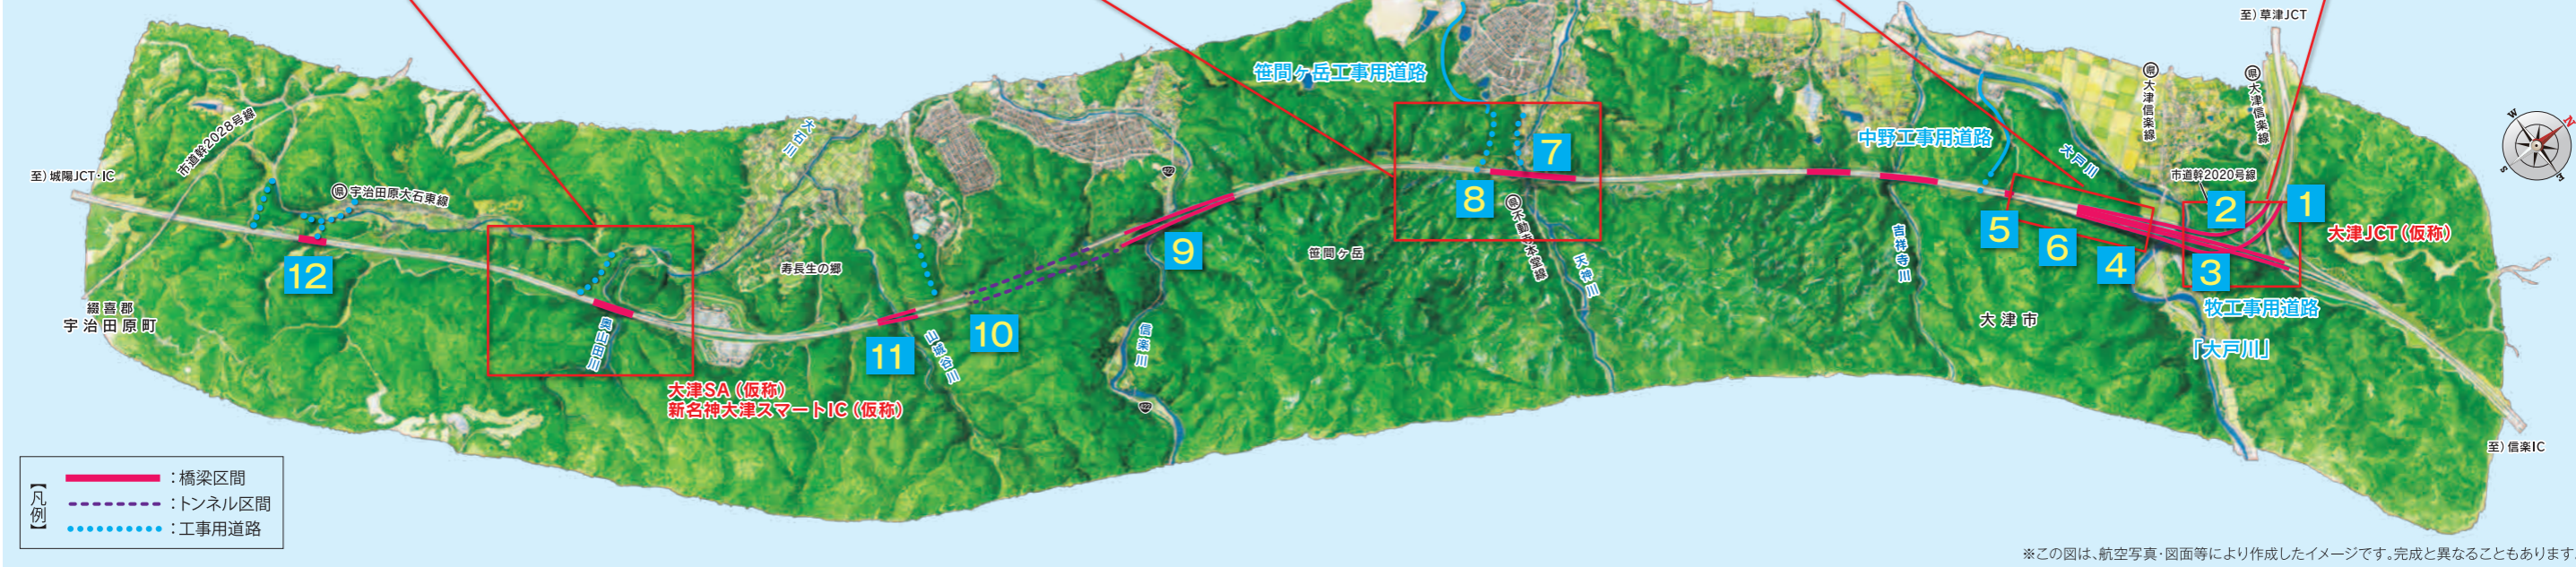 至）草津JCT
県大津信楽線
県大津信楽線
笹間ヶ岳工事用道路
中野工事用道路
大戸川
市道幹2020号線
市道幹2028号線
大石川
422
至）城陽JCT・IC
県宇治田原大石東線
7
8
5
6
4
2
1
3
大津JCT（仮称）
W
N
S
E
県不動寺本堂線
天神川
吉祥寺川
9
笹間ヶ岳
寿長生の郷
12
綴喜郡
宇治田原町
10
11
信楽川
大津市
牧工事用道路
「大戸川」
大津SA（仮称）
新名神大津スマートIC（仮称）
422
至）信楽IC
【凡例】
：橋梁区間
：トンネル区間
：工事用道路
※この図は、航空写真・図面等により作成したイメージです。完成と異なることもあります。